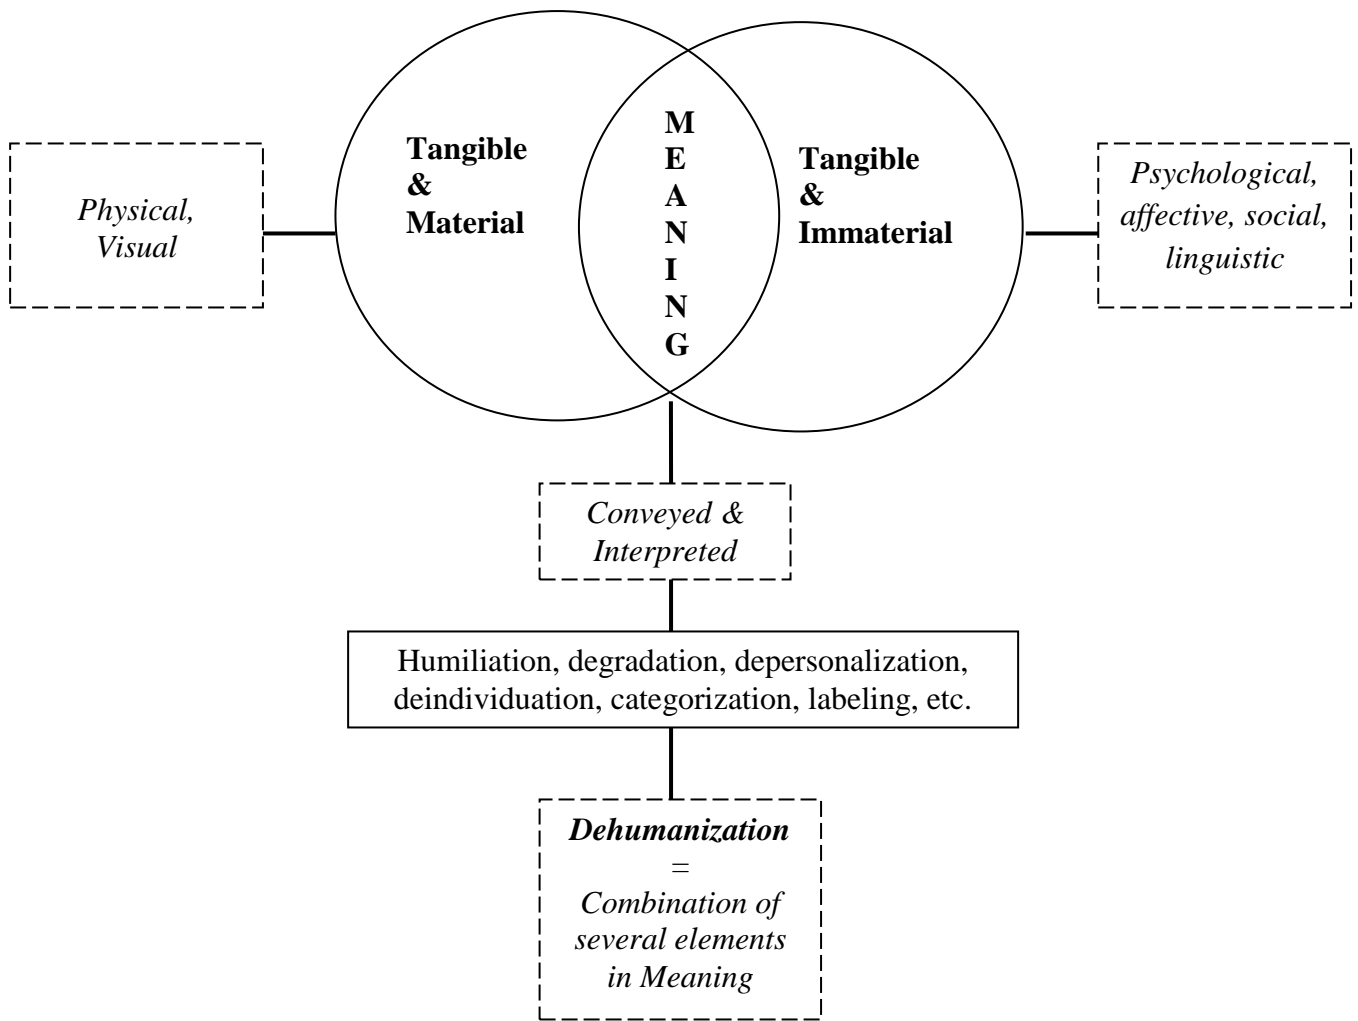 Physical,
Visual
Tangible
&
Material
M
E
A
N
I
N
G
Tangible
&
Immaterial
Psychological,
affective, social,
linguistic
Conveyed &
Interpreted
Humiliation, degradation, depersonalization,
deindividuation, categorization, labeling, etc.
Dehumanization
=
Combination of
several elements
in Meaning